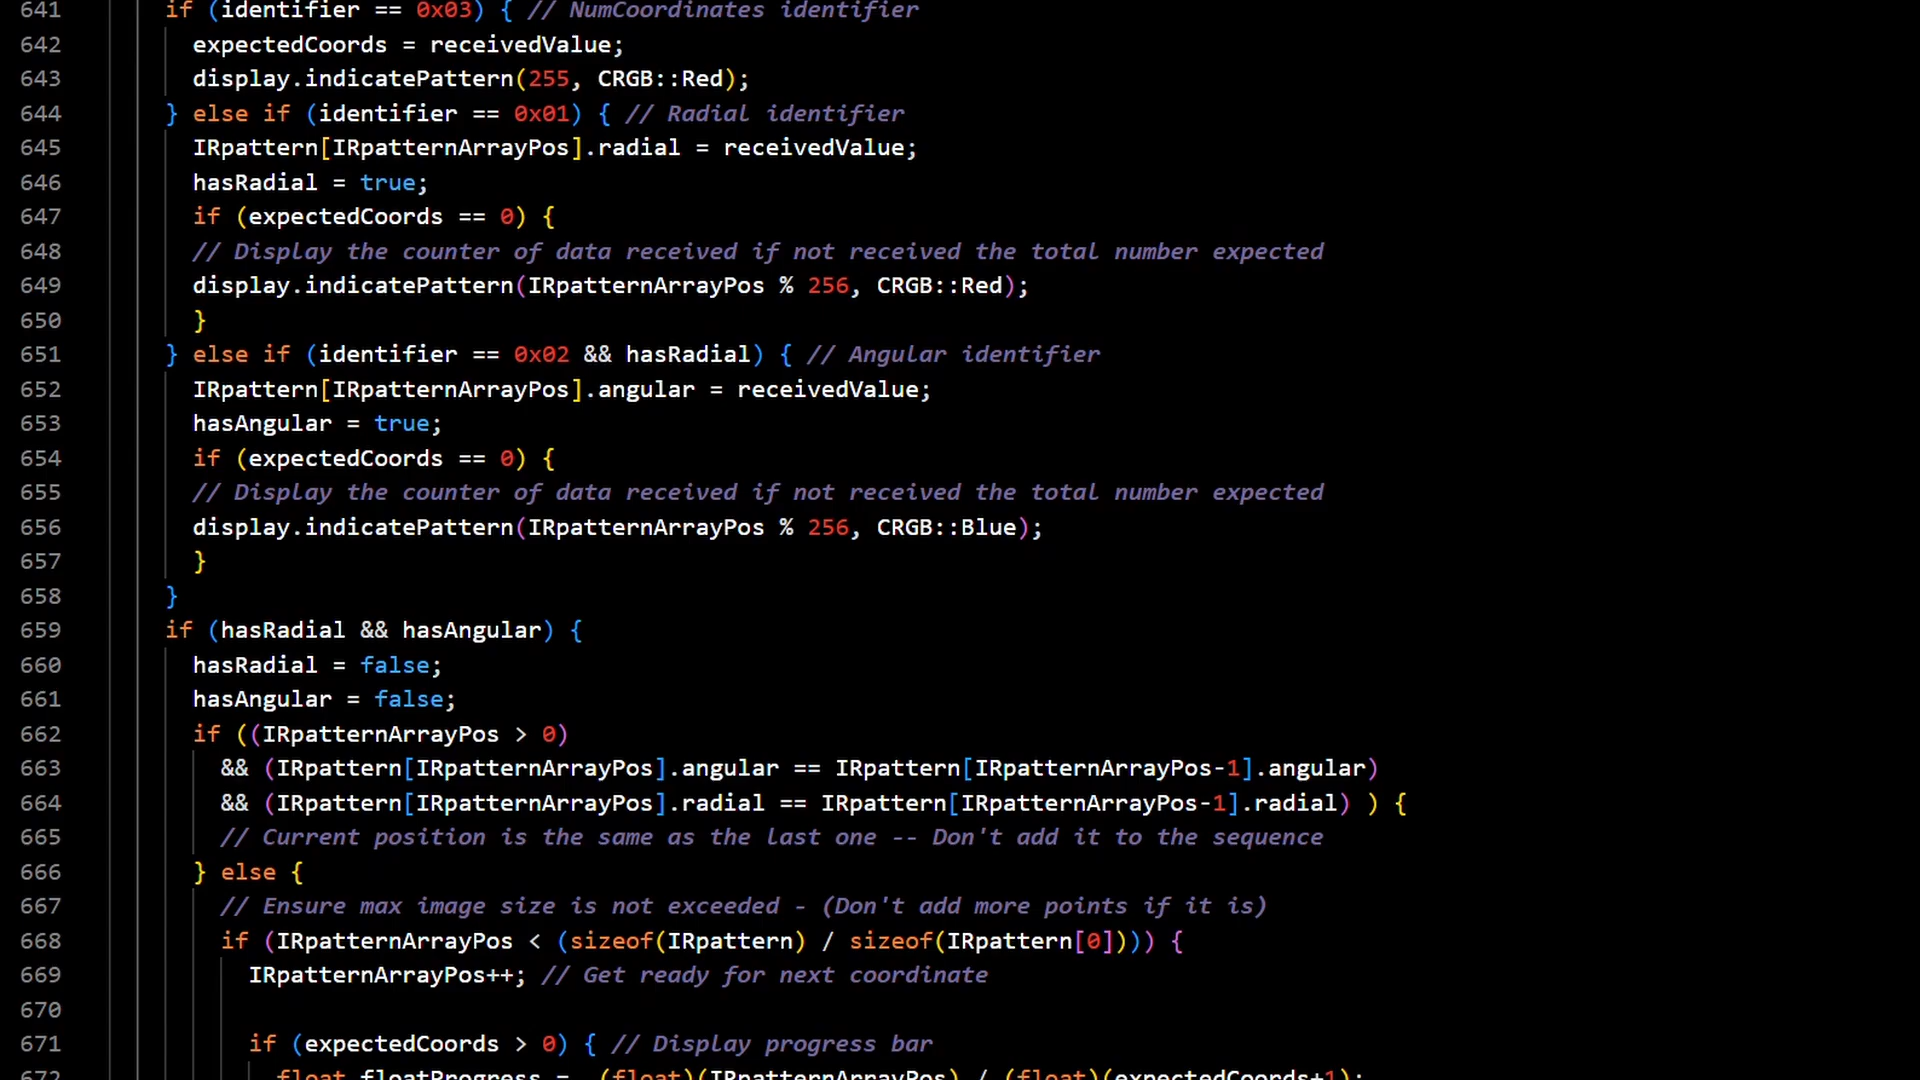 641 if (identifier == 0x03) { // NumCoordinates identifier
642 expectedCoords = receivedValue;
643 display.indicatePattern(255, CRGB::Red);
644 } else if (identifier == 0x01) { // Radial identifier
645 IRpattern[IRpatternArrayPos].radial = receivedValue;
646 hasRadial = true;
647 if (expectedCoords == 0) {
648 // Display the counter of data received if not received the total number expected
649 display.indicatePattern(IRpatternArrayPos % 256, CRGB::Red);
650 }
651 } else if (identifier == 0x02 && hasRadial) { // Angular identifier
652 IRpattern[IRpatternArrayPos].angular = receivedValue;
653 hasAngular = true;
654 if (expectedCoords == 0) {
655 // Display the counter of data received if not received the total number expected
656 display.indicatePattern(IRpatternArrayPos % 256, CRGB::Blue);
657 }
658 }
659 if (hasRadial && hasAngular) {
660 hasRadial = false;
661 hasAngular = false;
662 if ((IRpatternArrayPos > 0)
663 && (IRpattern[IRpatternArrayPos].angular == IRpattern[IRpatternArrayPos-1].angular)
664 && (IRpattern[IRpatternArrayPos].radial == IRpattern[IRpatternArrayPos-1].radial) ) {
665 // Current position is the same as the last one -- Don't add it to the sequence
666 } else {
667 // Ensure max image size is not exceeded - (Don't add more points if it is)
668 if (IRpatternArrayPos < (sizeof(IRpattern) / sizeof(IRpattern[0]))) {
669 IRpatternArrayPos++; // Get ready for next coordinate
670
671 if (expectedCoords > 0) { // Display progress bar
672 float floatProgress = (float)(IRpatternArrayPos) / (float)(expectedCoords+1);